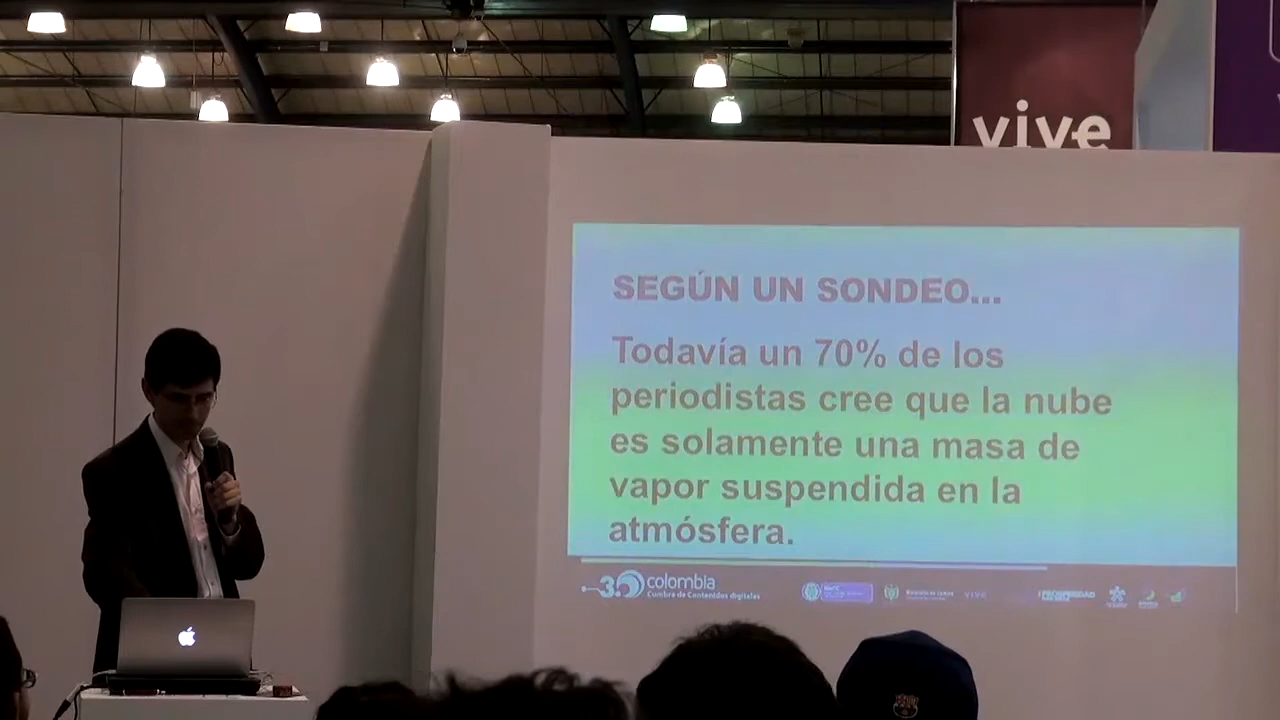 vive
SEGÚN UN SONDEO...
Todavía un 70% de los
periodistas cree que la nube
es solamente una masa de
vapor suspendida en la
atmósfera.
3.0 colombia
Cumbre de Contenidos digitales
PROSPERIDAD